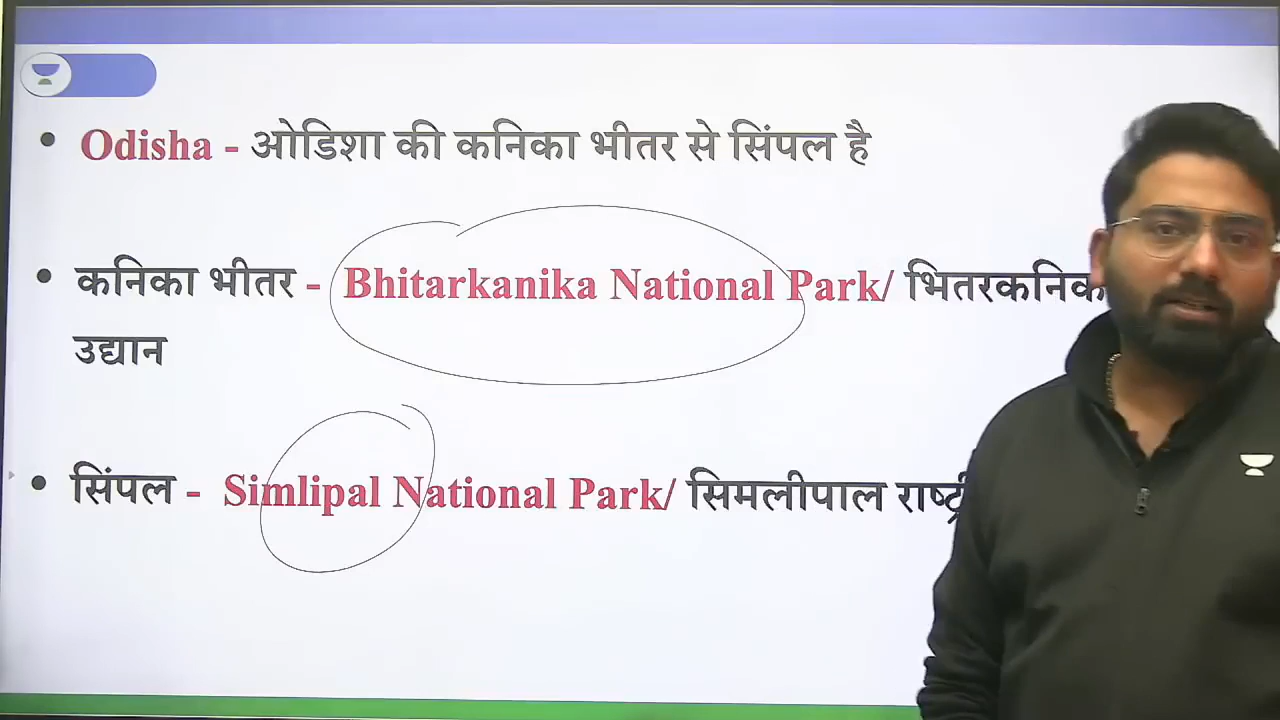 Odisha - ओडिशा की कनिका भीतर से सिंपल है
कनिका भीतर - Bhitarkanika National Park/ भितरकनिक
उद्यान
सिंपल - Simlipal National Park/ सिमलीपाल